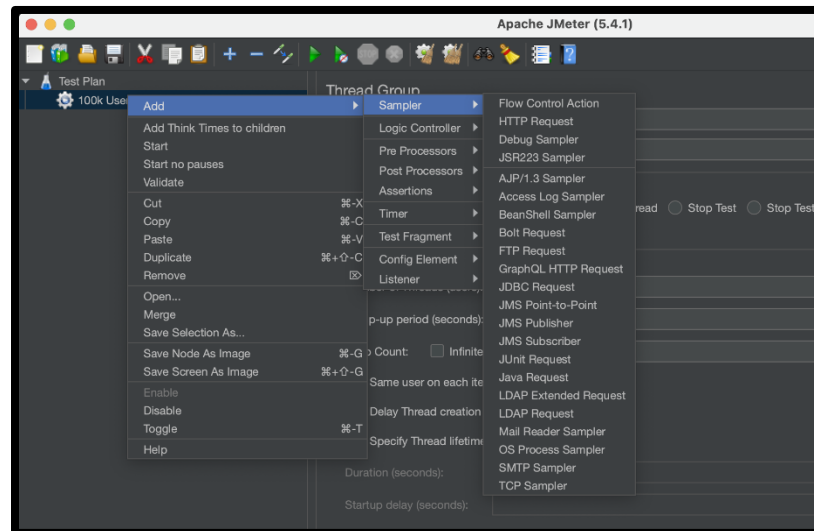 Apache JMeter (5.4.1)
Test Plan
100k Use
Thread Group
Add
Add Think Times to children
Start
Start no pauses
Validate
Cut ⌘-X
Copy ⌘-C
Paste ⌘-V
Duplicate ⌘+⇧-C
Remove ⌦
Open...
Merge
Save Selection As...
Save Node As Image ⌘-G
Save Screen As Image ⌘+⇧-G
Enable
Disable
Toggle ⌘-T
Help
Sampler
Logic Controller
Pre Processors
Post Processors
Assertions
Timer
Test Fragment
Config Element
Listener
Flow Control Action
HTTP Request
Debug Sampler
JSR223 Sampler
AJP/1.3 Sampler
Access Log Sampler
BeanShell Sampler
Bolt Request
FTP Request
GraphQL HTTP Request
JDBC Request
JMS Point-to-Point
JMS Publisher
JMS Subscriber
JUnit Request
Java Request
LDAP Extended Request
LDAP Request
Mail Reader Sampler
OS Process Sampler
SMTP Sampler
TCP Sampler
read Stop Test Stop Test
p-up period (seconds):
Count: Infinite
Same user on each ite
Delay Thread creation
Specify Thread lifetime
Duration (seconds):
Startup delay (seconds):